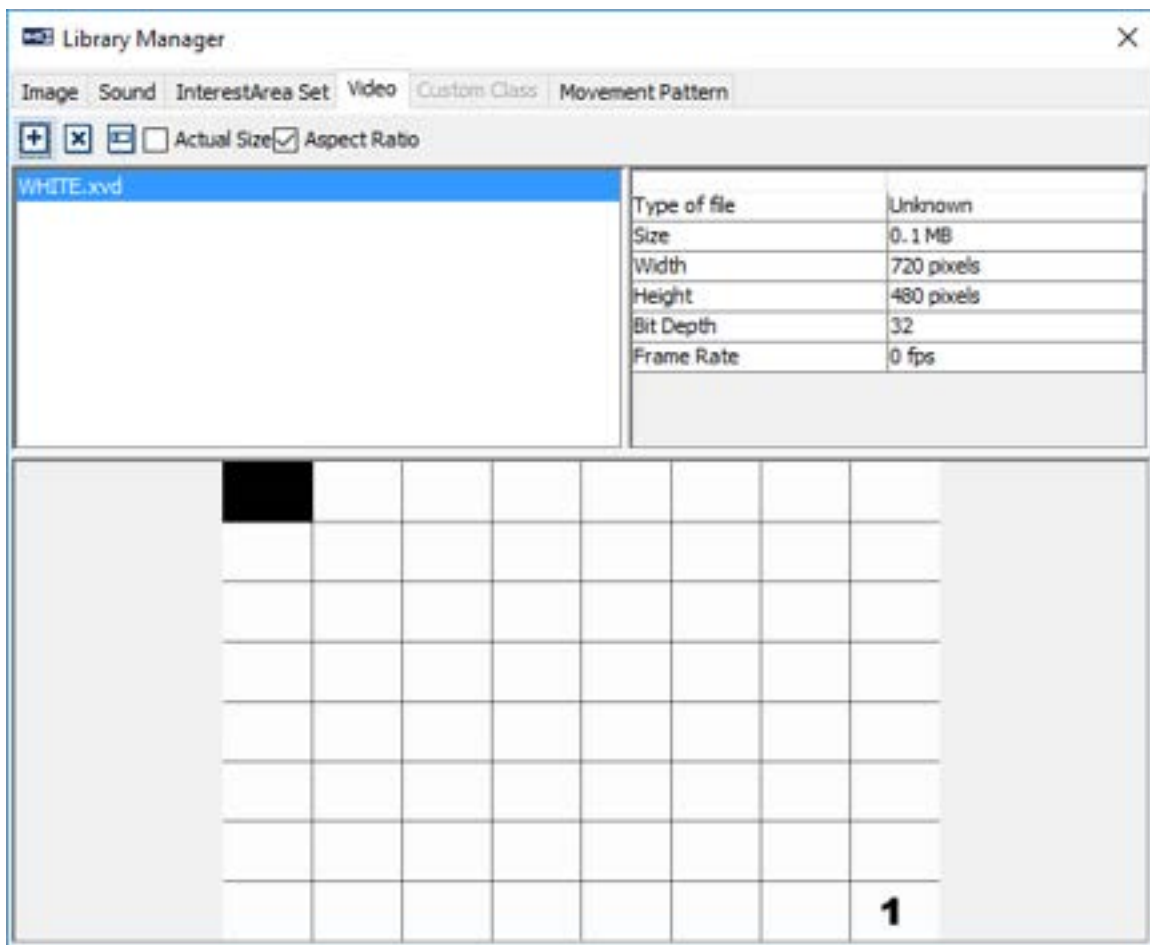 Library Manager
Image Sound InterestArea Set Video Custom Class Movement Pattern
Actual Size Aspect Ratio
WHITE.xvd
Type of file Unknown
Size 0.1 MB
Width 720 pixels
Height 480 pixels
Bit Depth 32
Frame Rate 0 fps
1